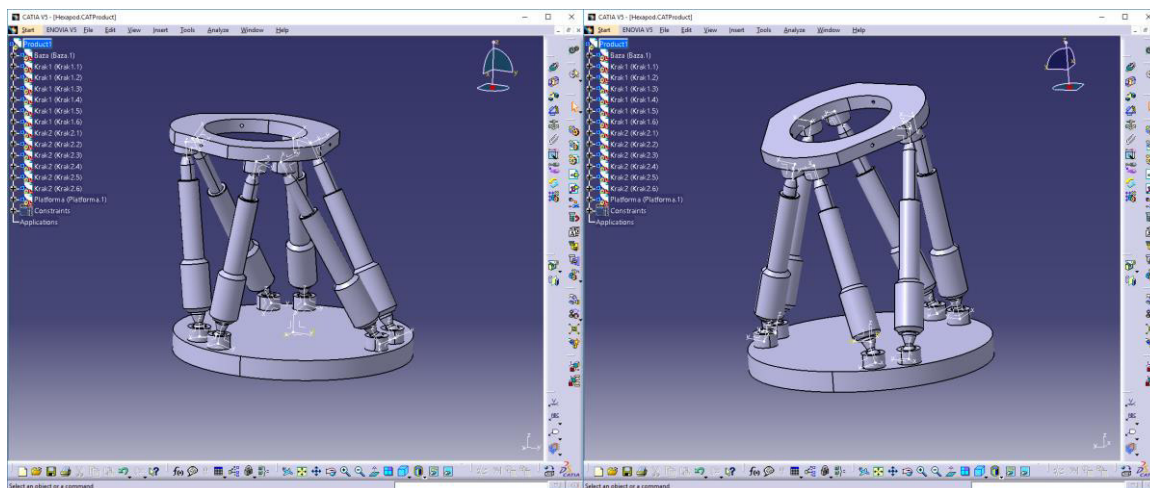 CATIA V5 - [Hexapod.CATProduct]
Start ENOVIA V5 File Edit View Insert Tools Analyze Window Help
Product1
Baza (Baza.1)
Krak1 (Krak1.1)
Krak1 (Krak1.2)
Krak1 (Krak1.3)
Krak1 (Krak1.4)
Krak1 (Krak1.5)
Krak1 (Krak1.6)
Krak2 (Krak2.1)
Krak2 (Krak2.2)
Krak2 (Krak2.3)
Krak2 (Krak2.4)
Krak2 (Krak2.5)
Krak2 (Krak2.6)
Platforma (Platforma.1)
Constraints
Applications
Select an object or a command
CATIA V5 - [Hexapod.CATProduct]
Start ENOVIA V5 File Edit View Insert Tools Analyze Window Help
Product1
Baza (Baza.1)
Krak1 (Krak1.1)
Krak1 (Krak1.2)
Krak1 (Krak1.3)
Krak1 (Krak1.4)
Krak1 (Krak1.5)
Krak1 (Krak1.6)
Krak2 (Krak2.1)
Krak2 (Krak2.2)
Krak2 (Krak2.3)
Krak2 (Krak2.4)
Krak2 (Krak2.5)
Krak2 (Krak2.6)
Platforma (Platforma.1)
Constraints
Applications
Select an object or a command